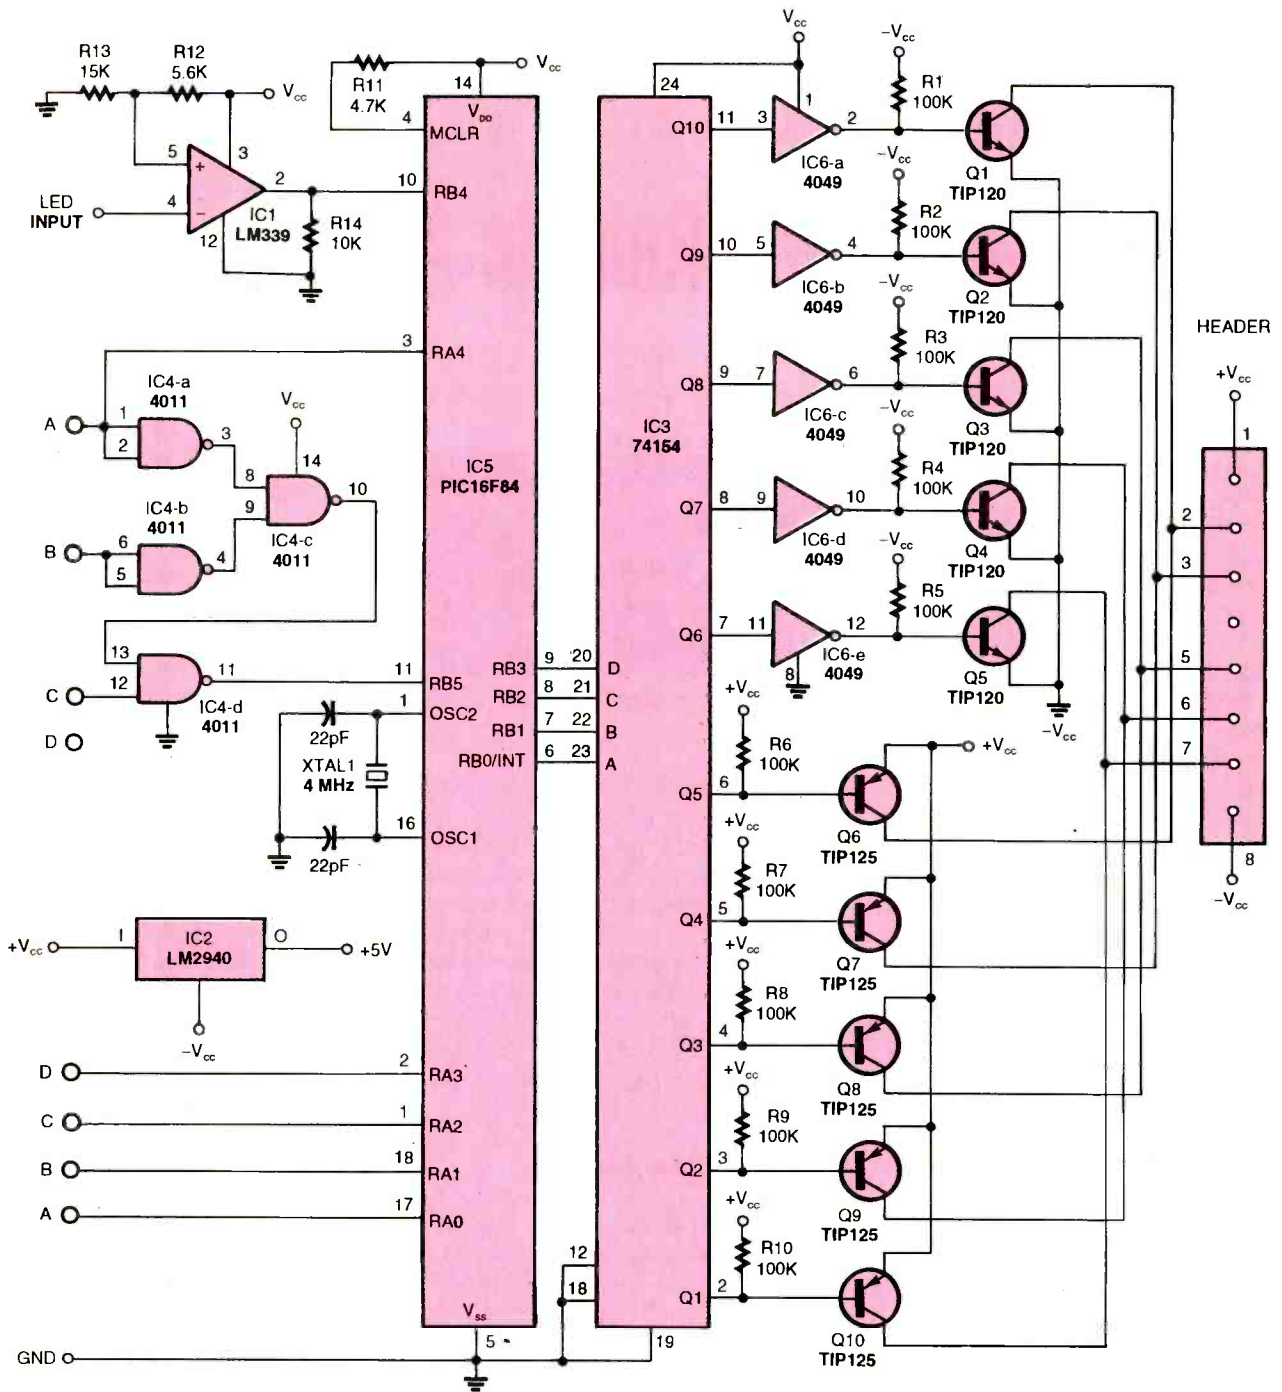 R13
15K
R12
5.6K
Vcc
5
+
3
4
−
2
12
LED
INPUT
IC1
LM339
R14
10K
R11
4.7K
Vcc
14
VDD
4
MCLR
10
RB4
3
RA4
A
1
2
IC4-a
4011
3
Vcc
14
8
9
10
IC4-b
4011
B
6
5
4
IC4-c
4011
13
12
C
D
11
IC4-d
4011
11
RB5
1
OSC2
22pF
XTAL1
4 MHz
16
OSC1
22pF
IC5
PIC16F84
RB3
9
20
D
RB2
8
21
C
RB1
7
22
B
RB0/INT
6
23
A
+Vcc
I
IC2
LM2940
O
+5V
−Vcc
D
2
RA3
C
1
RA2
B
18
RA1
A
17
RA0
Vss
5
GND
12
18
19
24
IC3
74154
Vcc
1
Q10
11
3
2
IC6-a
4049
−Vcc
R1
100K
Q1
TIP120
Q9
10
5
4
IC6-b
4049
−Vcc
R2
100K
Q2
TIP120
Q8
9
7
6
IC6-c
4049
−Vcc
R3
100K
Q3
TIP120
Q7
8
9
10
IC6-d
4049
−Vcc
R4
100K
Q4
TIP120
Q6
7
11
12
8
IC6-e
4049
−Vcc
R5
100K
Q5
TIP120
−Vcc
+Vcc
R6
100K
Q5
6
Q6
TIP125
+Vcc
+Vcc
R7
100K
Q4
5
Q7
TIP125
+Vcc
R8
100K
Q3
4
Q8
TIP125
+Vcc
R9
100K
Q2
3
Q9
TIP125
+Vcc
R10
100K
Q1
2
Q10
TIP125
HEADER
+Vcc
1
2
3
5
6
7
8
−Vcc